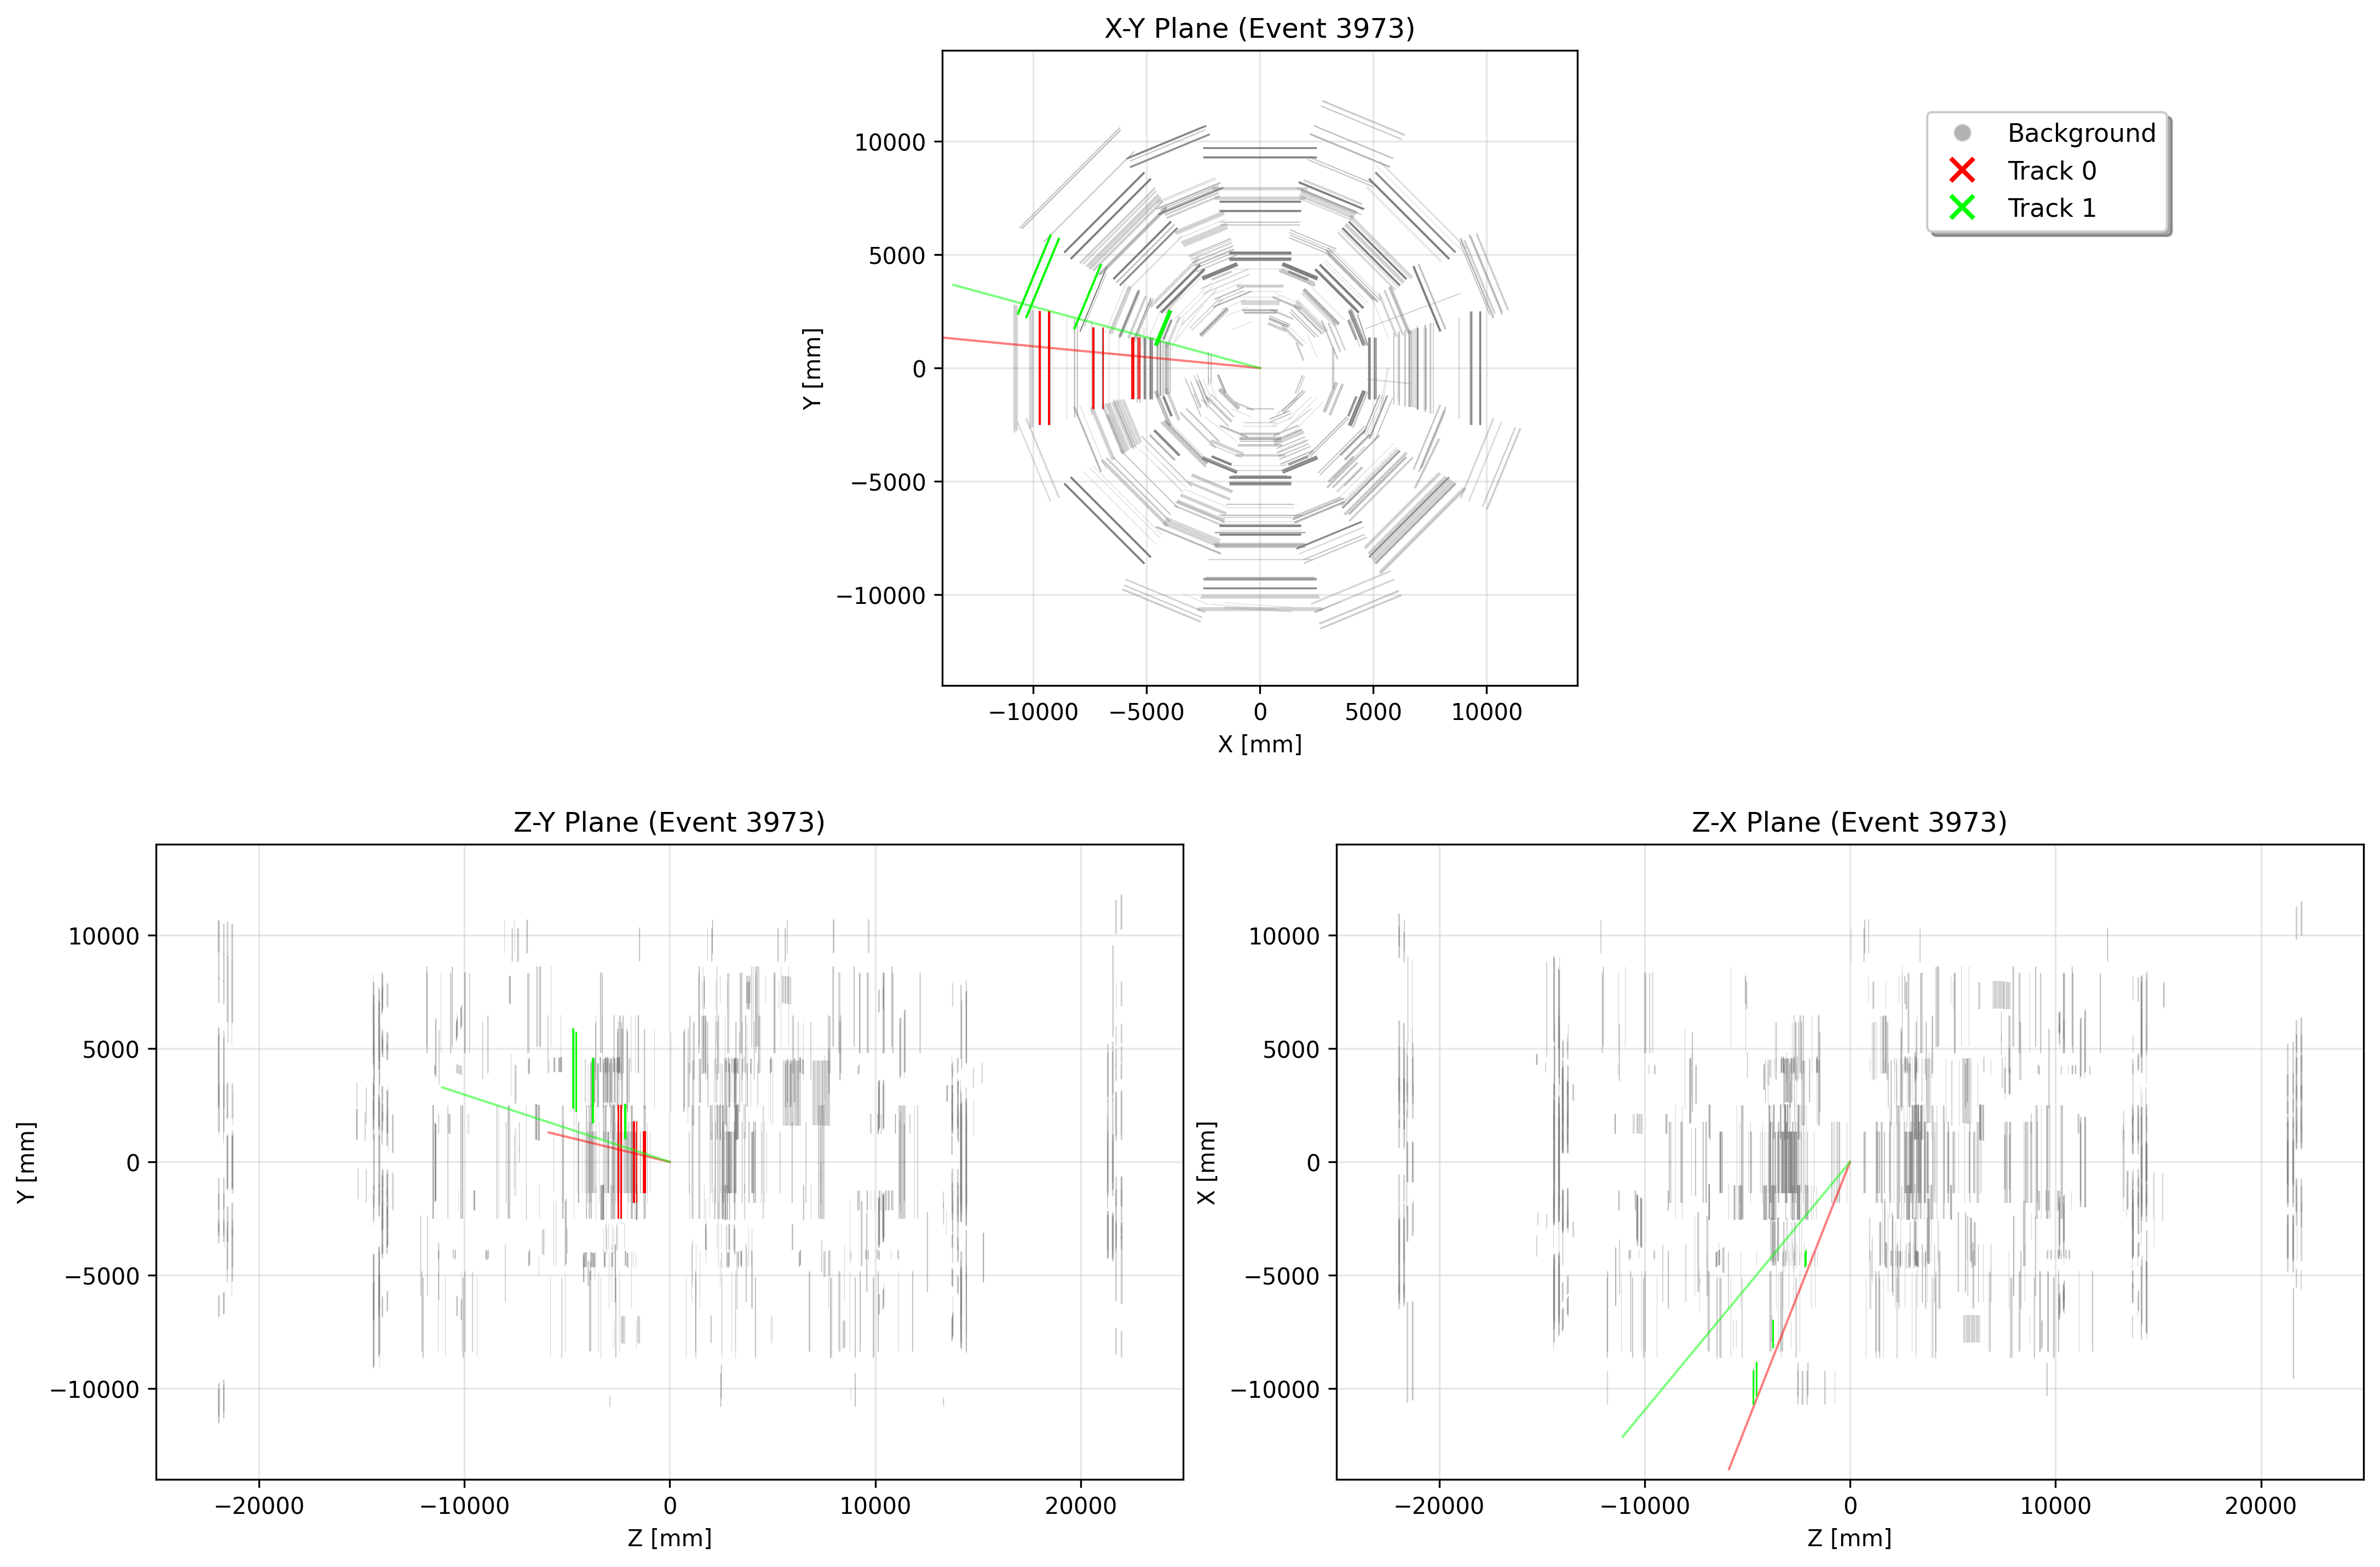 X-Y Plane (Event 3973)
Background
Track 0
Track 1
10000
5000
0
−5000
−10000
Y [mm]
−10000 −5000 0 5000 10000
X [mm]
Z-Y Plane (Event 3973)
10000
5000
0
−5000
−10000
Y [mm]
−20000 −10000 0 10000 20000
Z [mm]
Z-X Plane (Event 3973)
10000
5000
0
−5000
−10000
X [mm]
−20000 −10000 0 10000 20000
Z [mm]